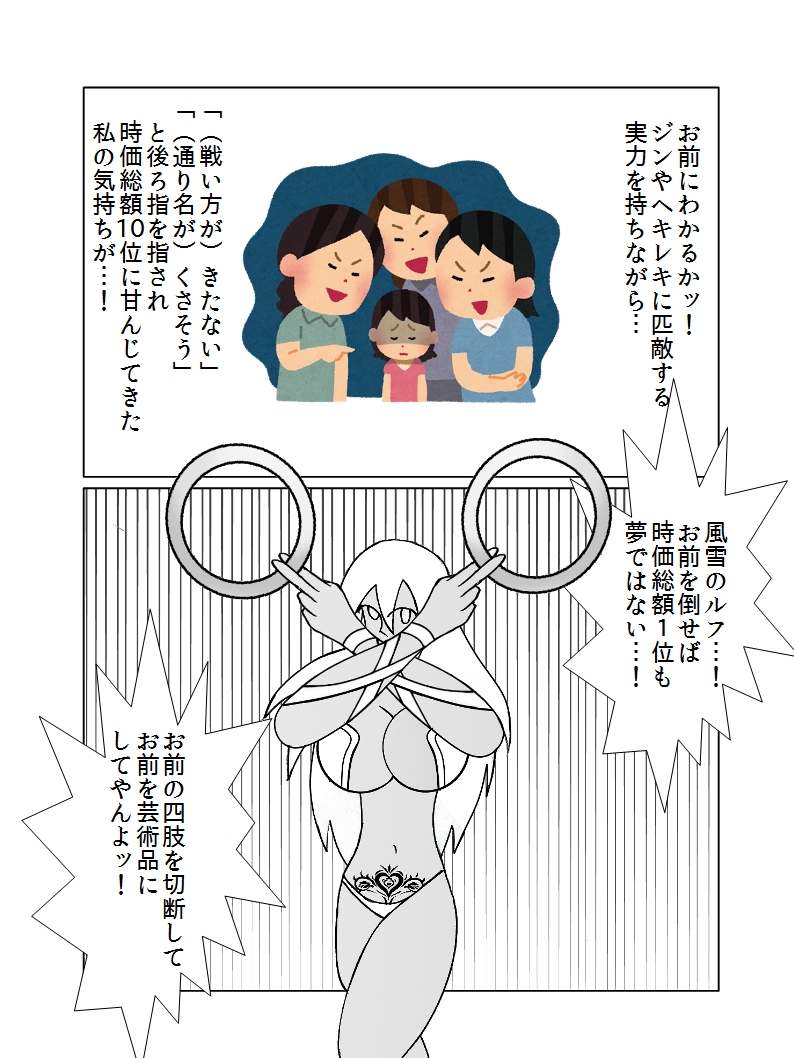 お前にわかるかッ！
ジンやヘキレキに匹敵する
実力を持ちながら…
「（戦い方が）きたない」
「（通り名が）くさそう」
と後ろ指を指され
時価総額10位に甘んじてきた
私の気持ちが…！
風雪のルフ…！
お前を倒せば
時価総額１位も
夢ではない…！
お前の四肢を切断して
お前を芸術品に
してやんよッ！